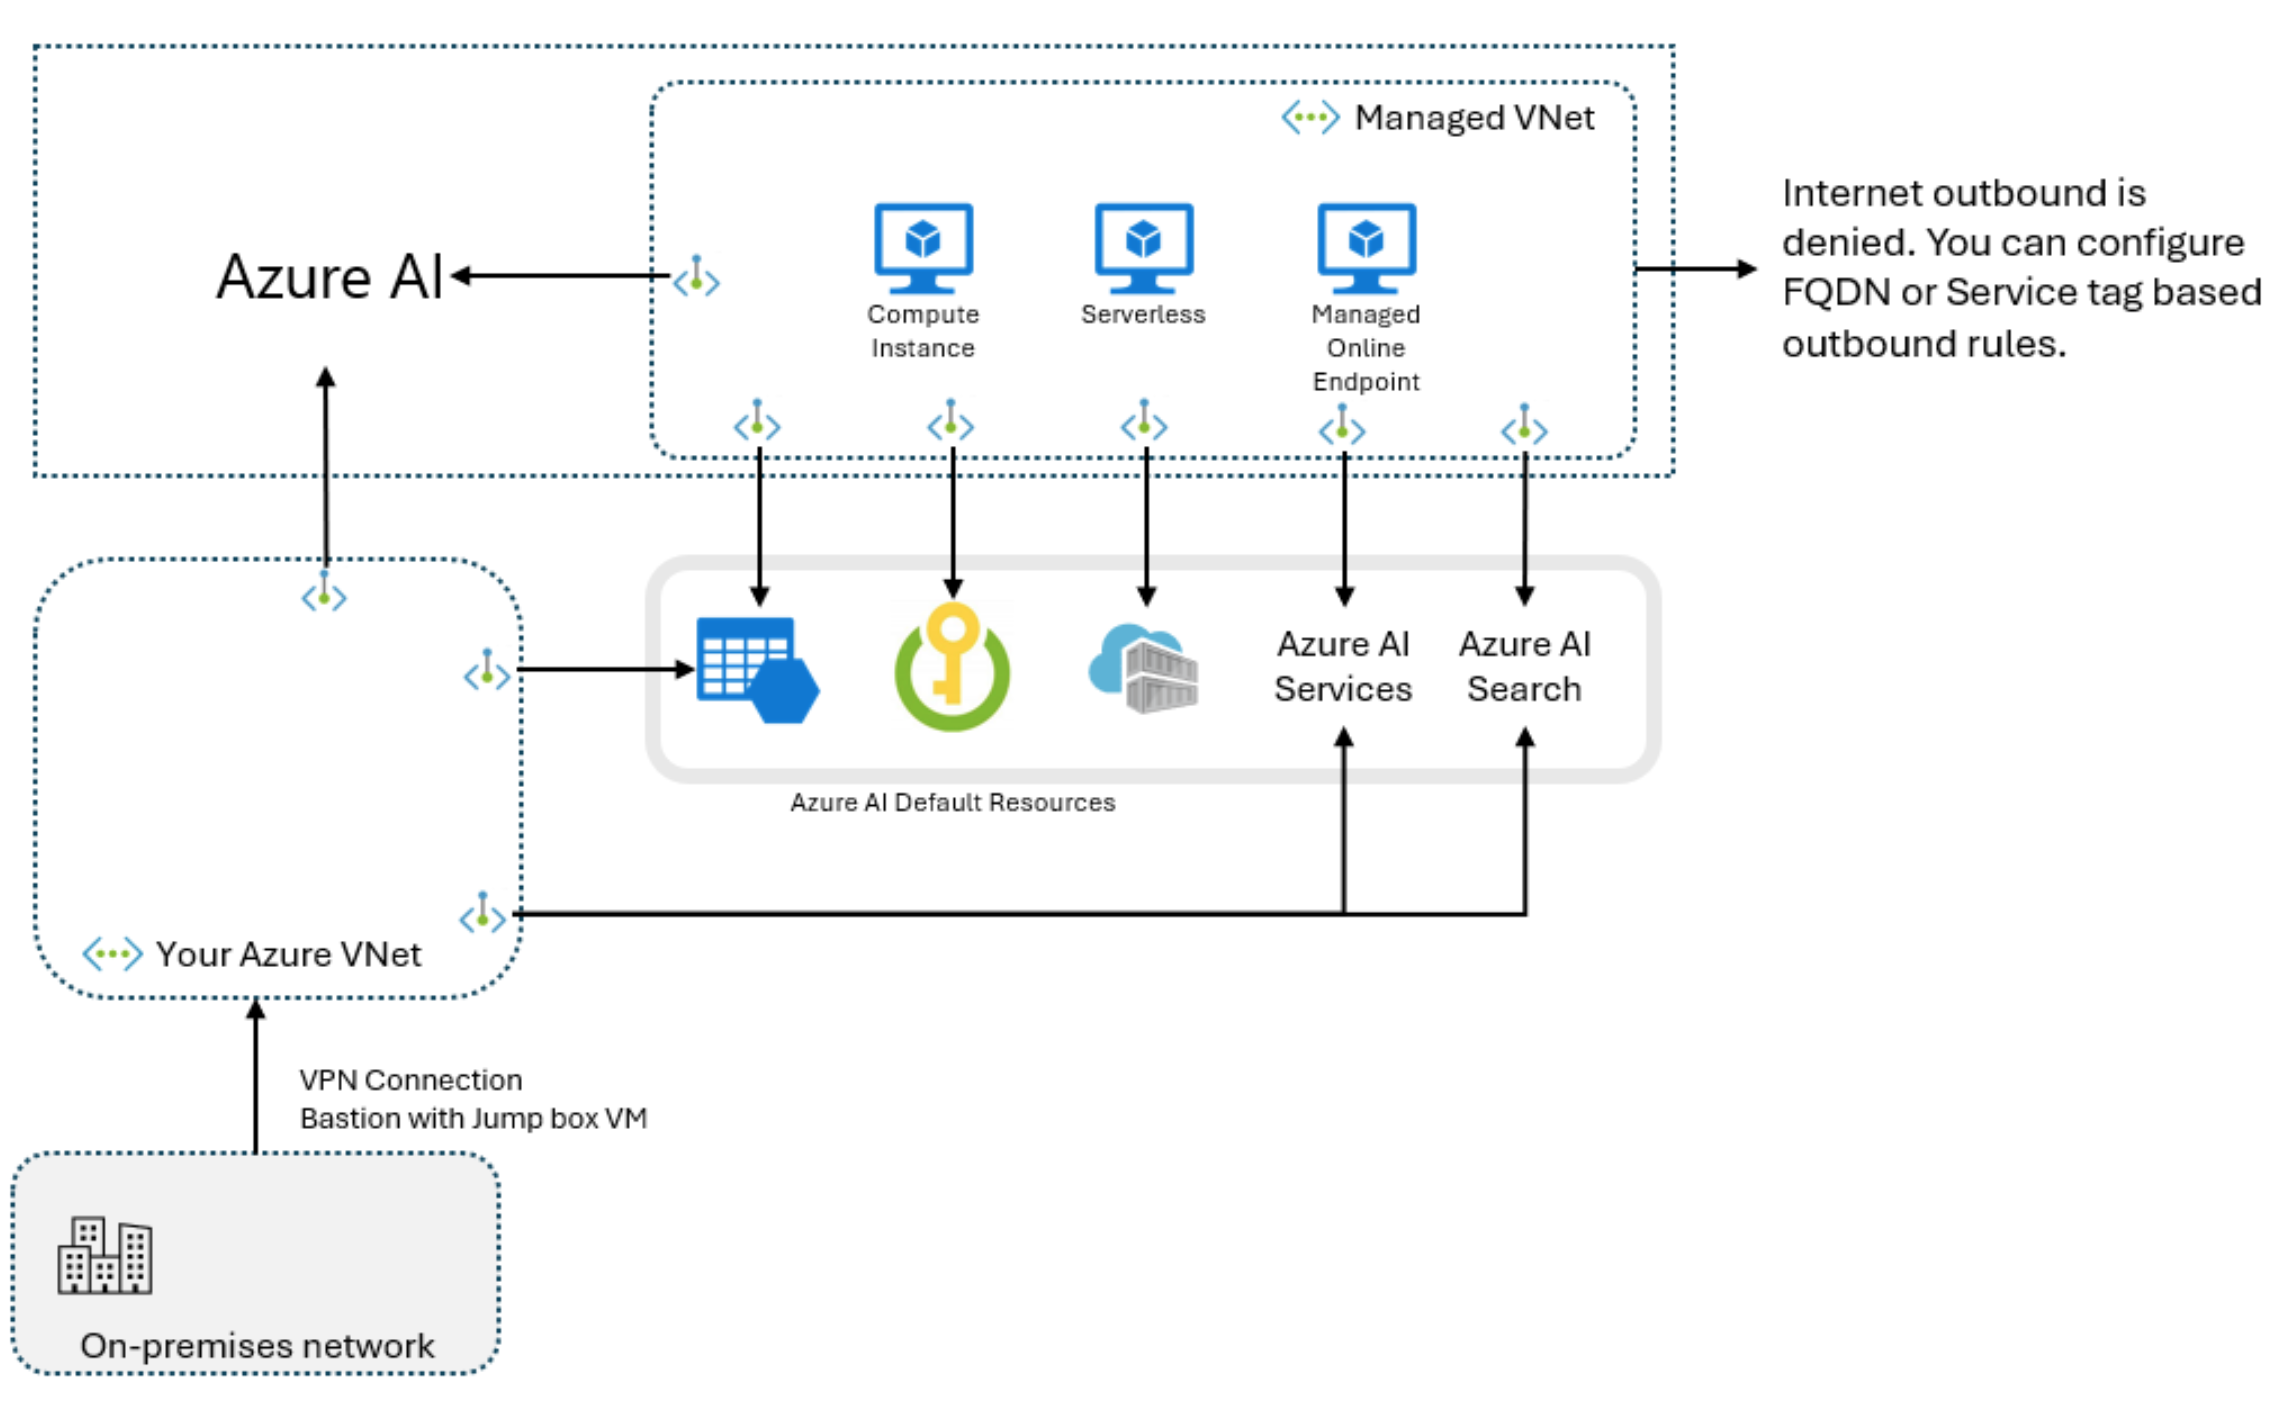 Managed VNet
Internet outbound is
denied. You can configure
FQDN or Service tag based
outbound rules.
Azure AI
Compute
Instance
Serverless
Managed
Online
Endpoint
Azure AI
Services
Azure AI
Search
Azure AI Default Resources
Your Azure VNet
VPN Connection
Bastion with Jump box VM
On-premises network